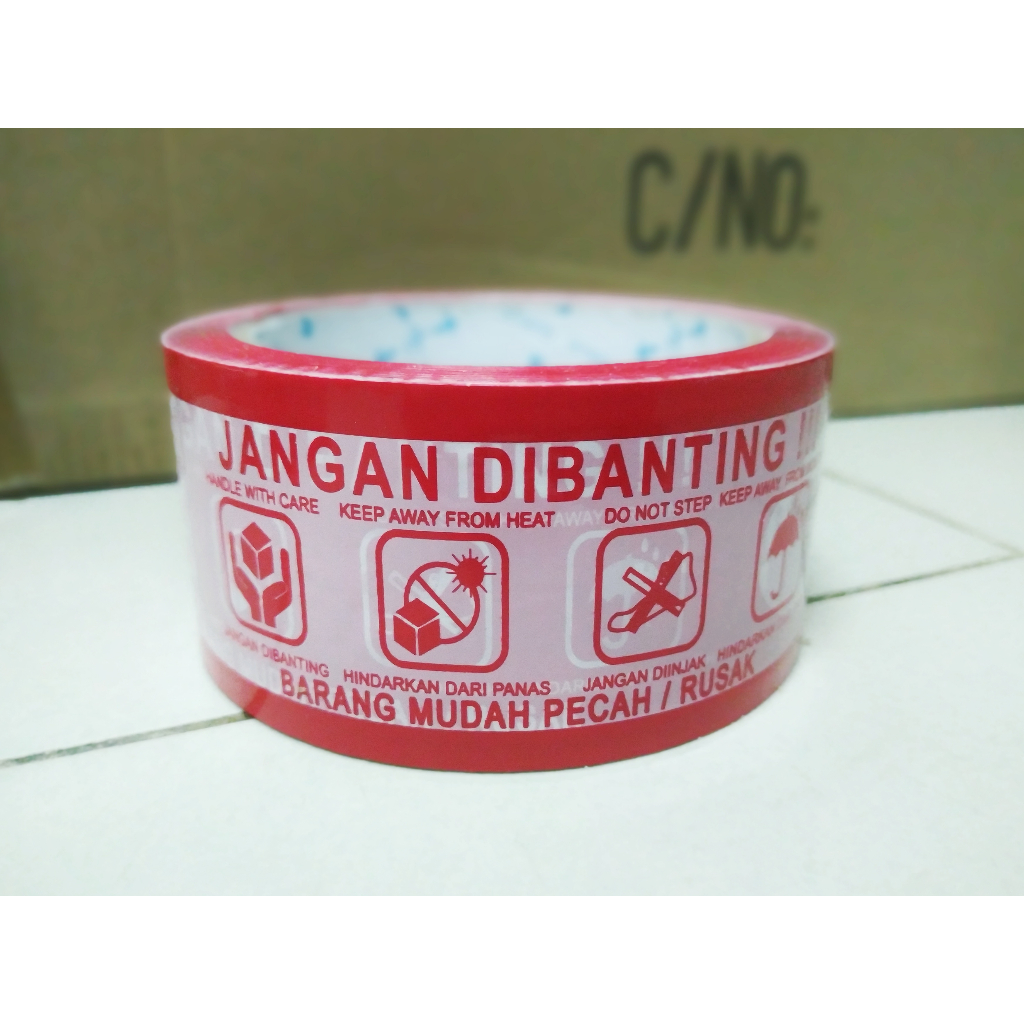 C/NO:
JANGAN DIBANTING !!
HANDLE WITH CARE
KEEP AWAY FROM HEAT
DO NOT STEP
KEEP AWAY FROM
JANGAN DIBANTING
HINDARKAN DARI PANAS
JANGAN DIINJAK
HINDARKAN
BARANG MUDAH PECAH / RUSAK